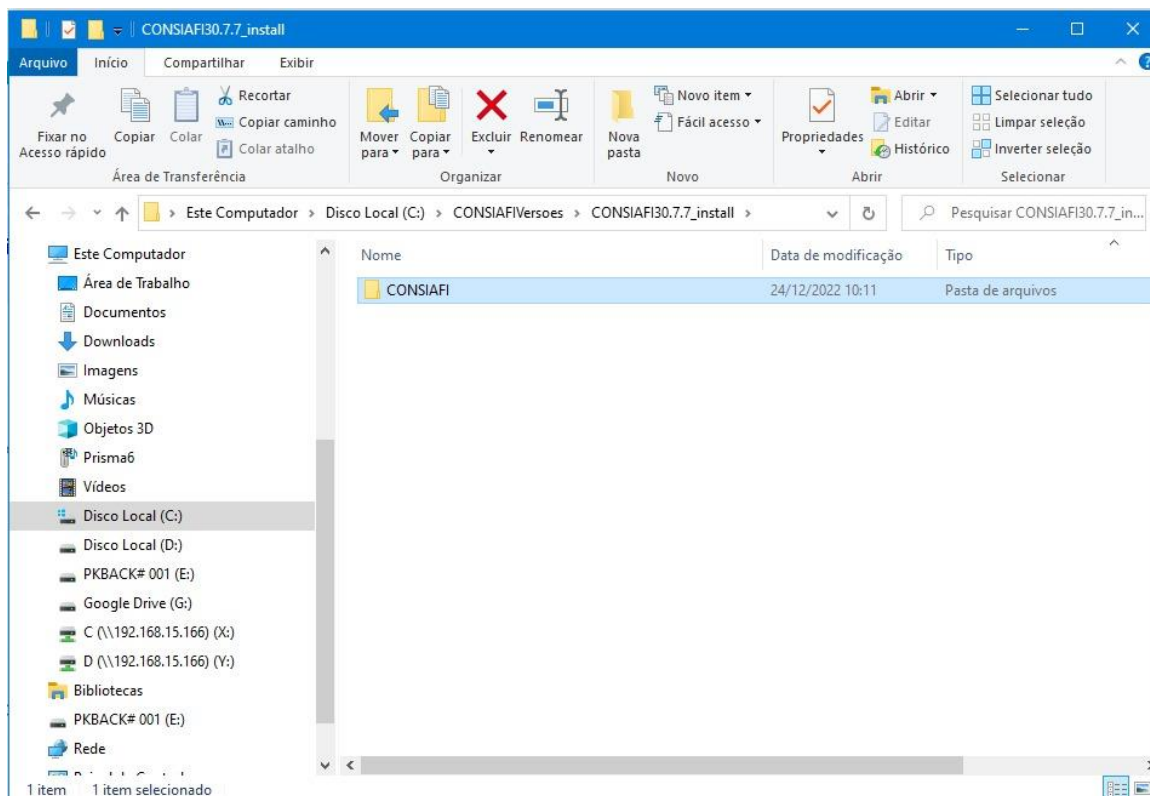 CONSIAFI30.7.7_install
Arquivo Início Compartilhar Exibir
Fixar no Acesso rápido
Copiar
Colar
Recortar
Copiar caminho
Colar atalho
Área de Transferência
Mover para
Copiar para
Excluir
Renomear
Organizar
Nova pasta
Novo item
Fácil acesso
Novo
Propriedades
Abrir
Editar
Histórico
Abrir
Selecionar tudo
Limpar seleção
Inverter seleção
Selecionar
Este Computador > Disco Local (C:) > CONSIAFIVersoes > CONSIAFI30.7.7_install >
Pesquisar CONSIAFI30.7.7_in...
Este Computador
Área de Trabalho
Documentos
Downloads
Imagens
Músicas
Objetos 3D
Prisma6
Vídeos
Disco Local (C:)
Disco Local (D:)
PKBACK# 001 (E:)
Google Drive (G:)
C (\\192.168.15.166) (X:)
D (\\192.168.15.166) (Y:)
Bibliotecas
PKBACK# 001 (E:)
Rede
Nome Data de modificação Tipo
CONSIAFI 24/12/2022 10:11 Pasta de arquivos
1 item 1 item selecionado